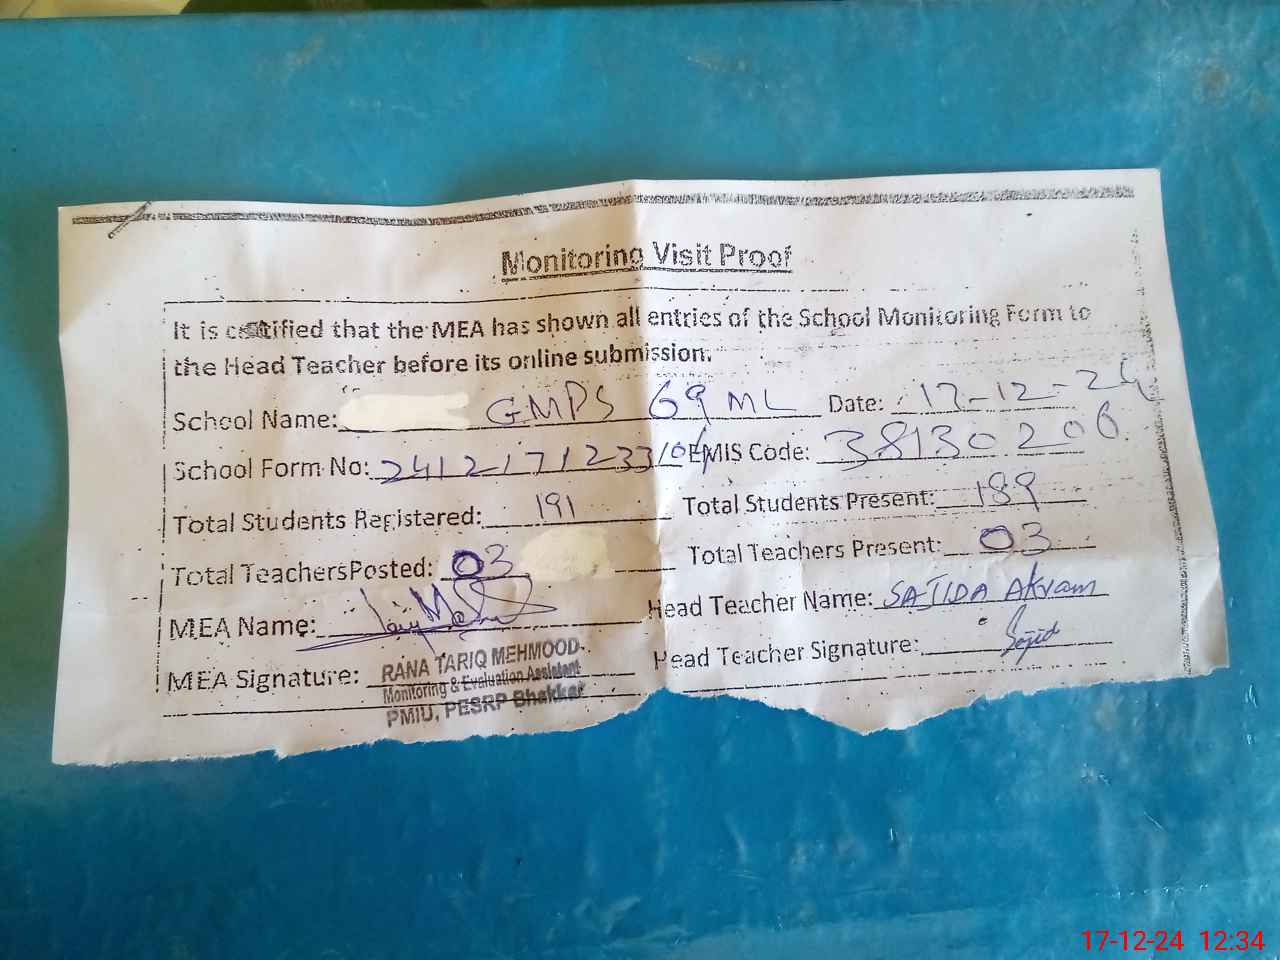 Monitoring Visit Proof
It is certified that the MEA has shown all entries of the School Monitoring Form to
the Head Teacher before its online submission.
School Name: GMPS 69 ML Date: 17-12-24
School Form No: 2412171233104 EMIS Code: 38130206
Total Students Registered: 191 Total Students Present: 189
Total TeachersPosted: 03 Total Teachers Present: 03
MEA Name: Head Teacher Name: SAJIDA AKram
MEA Signature: RANA TARIQ MEHMOOD Head Teacher Signature: Sajid
Monitoring & Evaluation Assistant
PMIU, PESRP Bhakkar
17-12-24 12:34